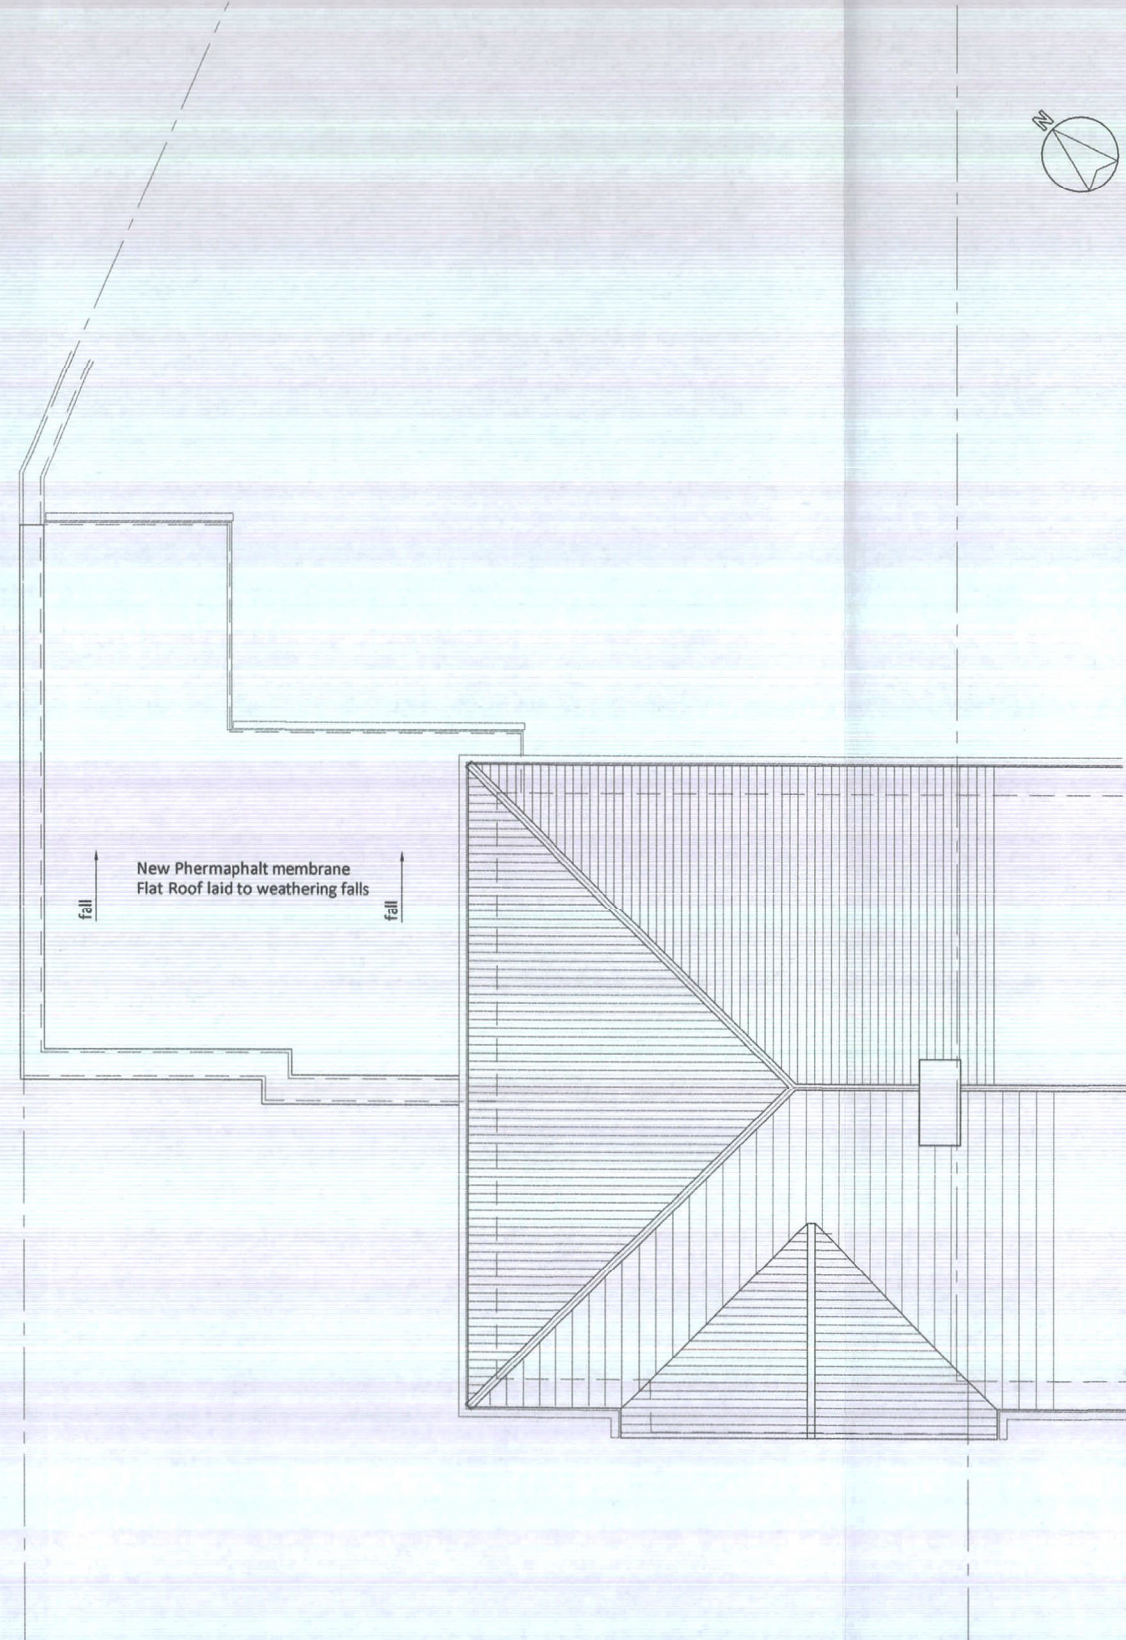 N
New Phermaphalt membrane
Flat Roof laid to weathering falls
fall
fall